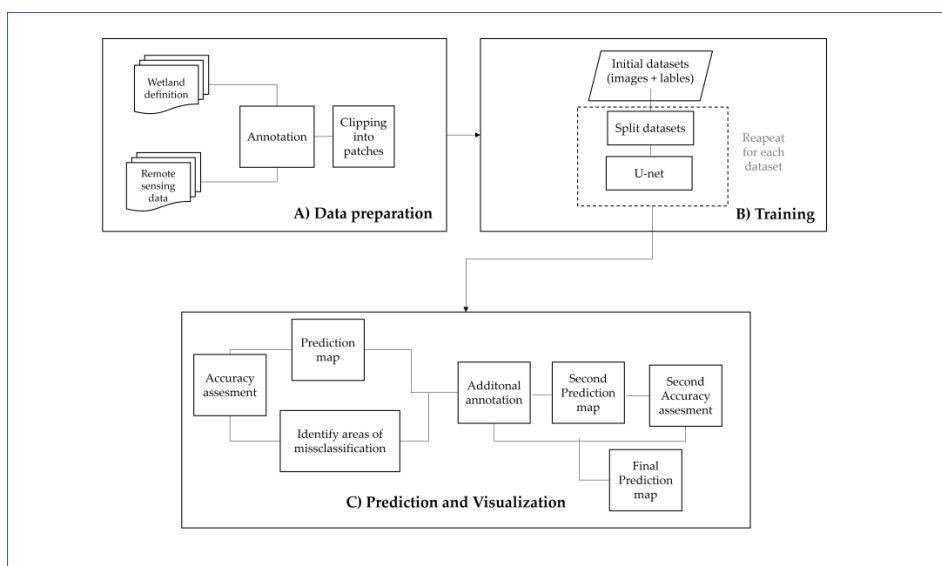 Wetland
definition
Remote
sensing
data
Annotation
Clipping
into
patches
A) Data preparation
Initial datasets
(images + lables)
Split datasets
U-net
Reapeat
for each
dataset
B) Training
Accuracy
assesment
Prediction
map
Identify areas of
missclassification
Additonal
annotation
Second
Prediction
map
Second
Accuracy
assesment
Final
Prediction
map
C) Prediction and Visualization